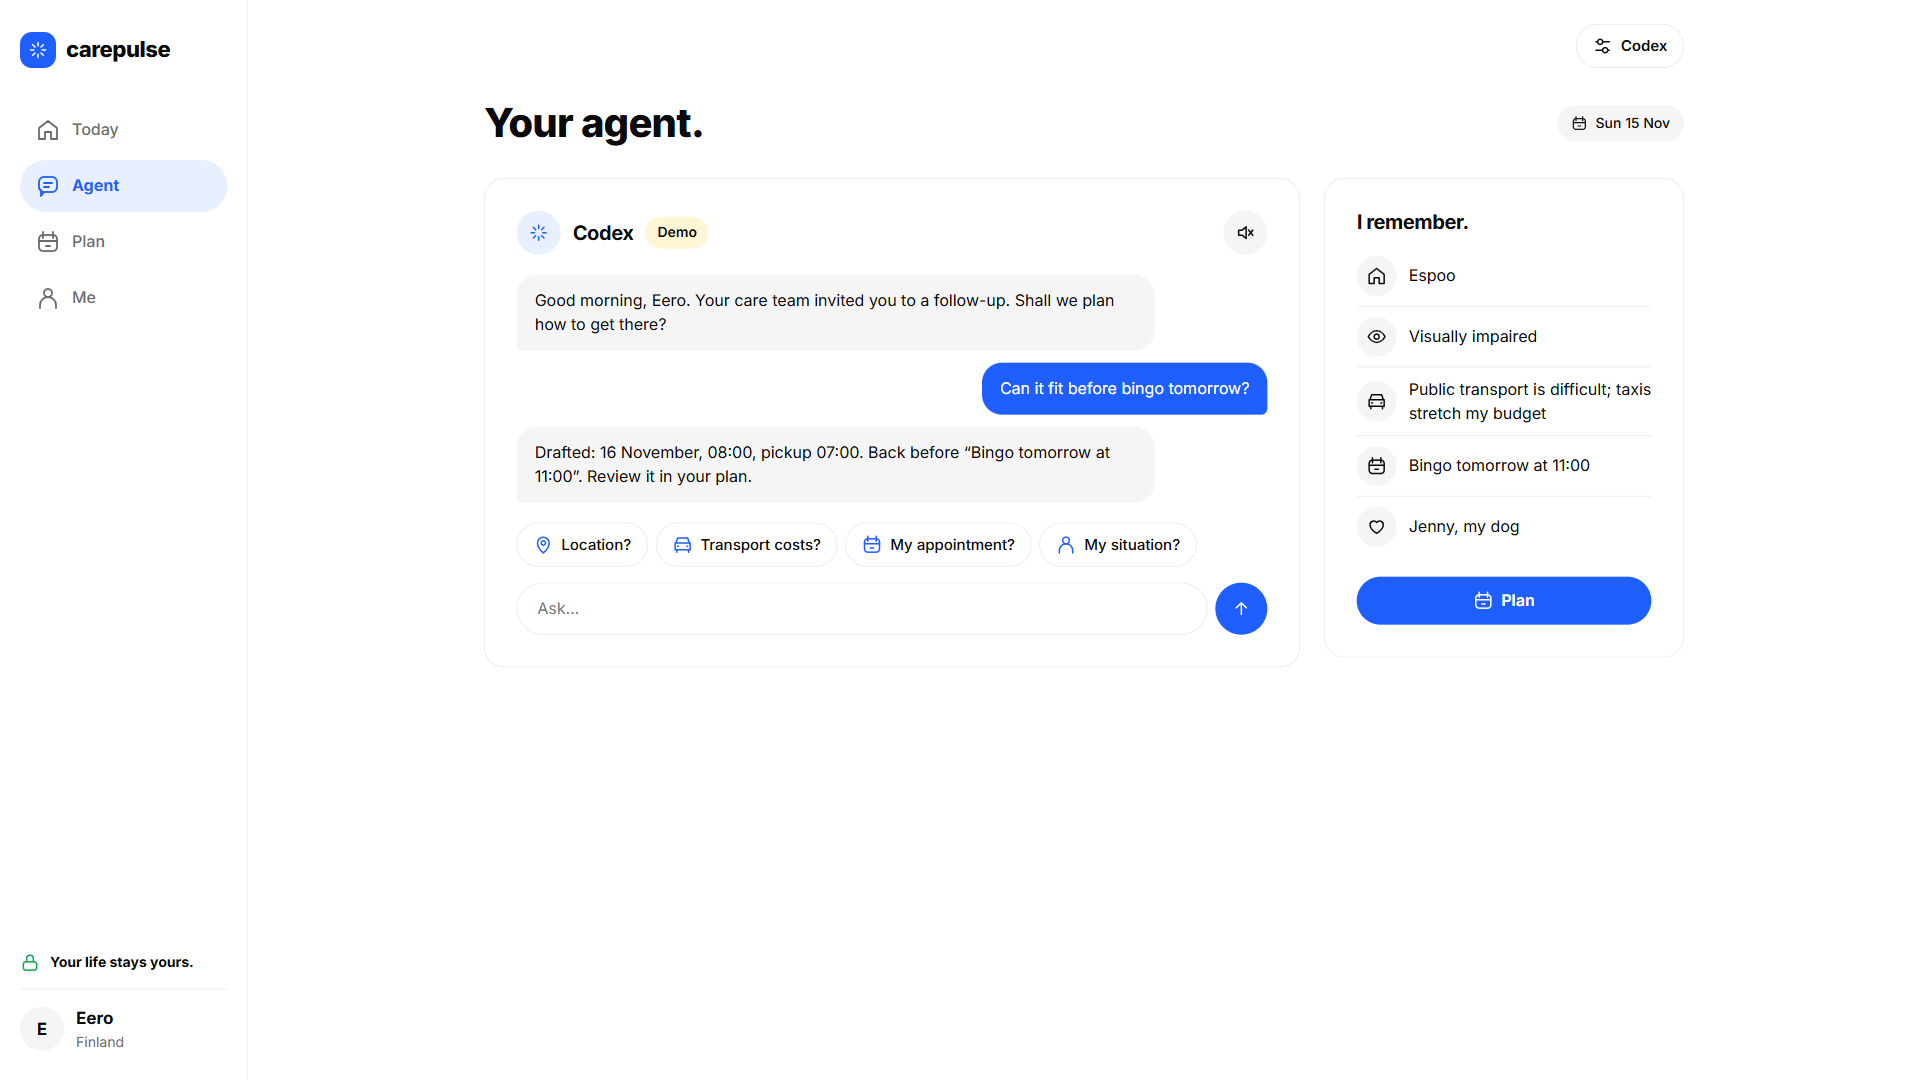 carepulse
Today
Agent
Plan
Me
Your life stays yours.
E
Eero
Finland
Codex
Your agent.
Sun 15 Nov
Codex
Demo
Good morning, Eero. Your care team invited you to a follow-up. Shall we plan
how to get there?
Can it fit before bingo tomorrow?
Drafted: 16 November, 08:00, pickup 07:00. Back before “Bingo tomorrow at
11:00”. Review it in your plan.
Location?
Transport costs?
My appointment?
My situation?
Ask...
I remember.
Espoo
Visually impaired
Public transport is difficult; taxis
stretch my budget
Bingo tomorrow at 11:00
Jenny, my dog
Plan